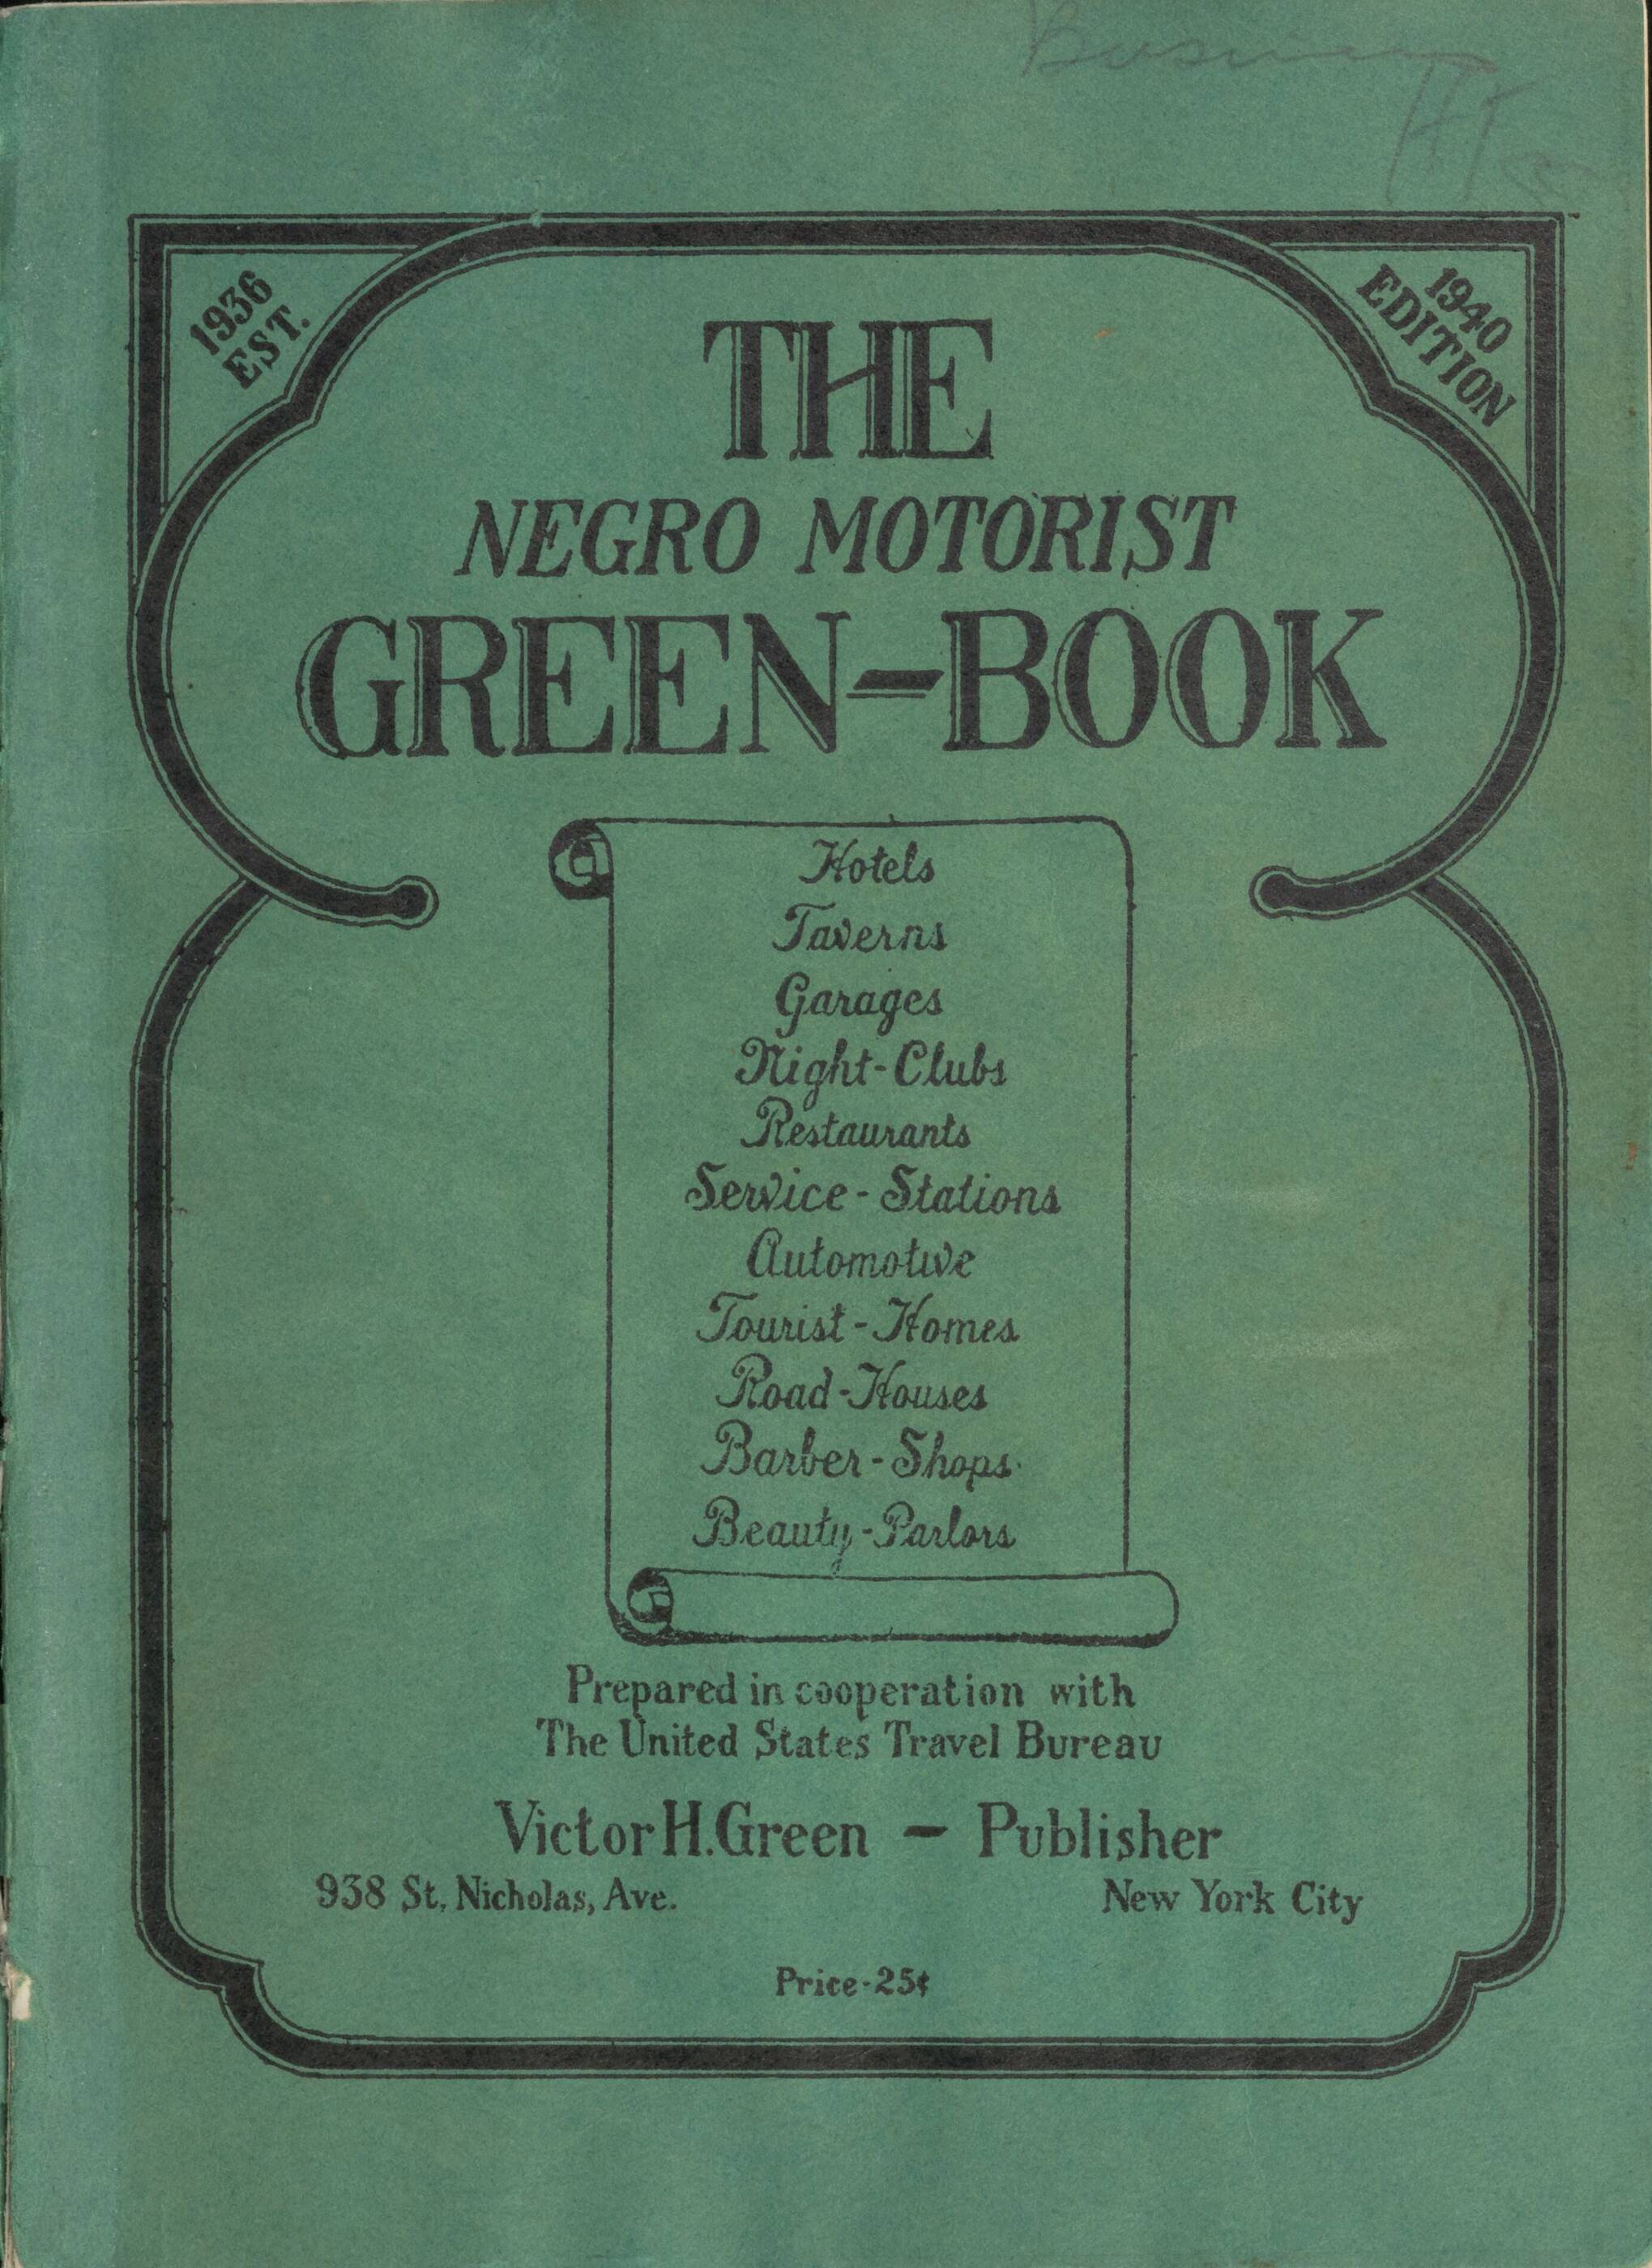 Business
1936
EST.
1940
EDITION
THE
NEGRO MOTORIST
GREEN-BOOK
Hotels
Taverns
Garages
Night-Clubs
Restaurants
Service-Stations
Automotive
Tourist-Homes
Road-Houses
Barber-Shops
Beauty-Parlors
Prepared in cooperation with
The United States Travel Bureau
Victor H. Green — Publisher
938 St. Nicholas, Ave. New York City
Price-25¢